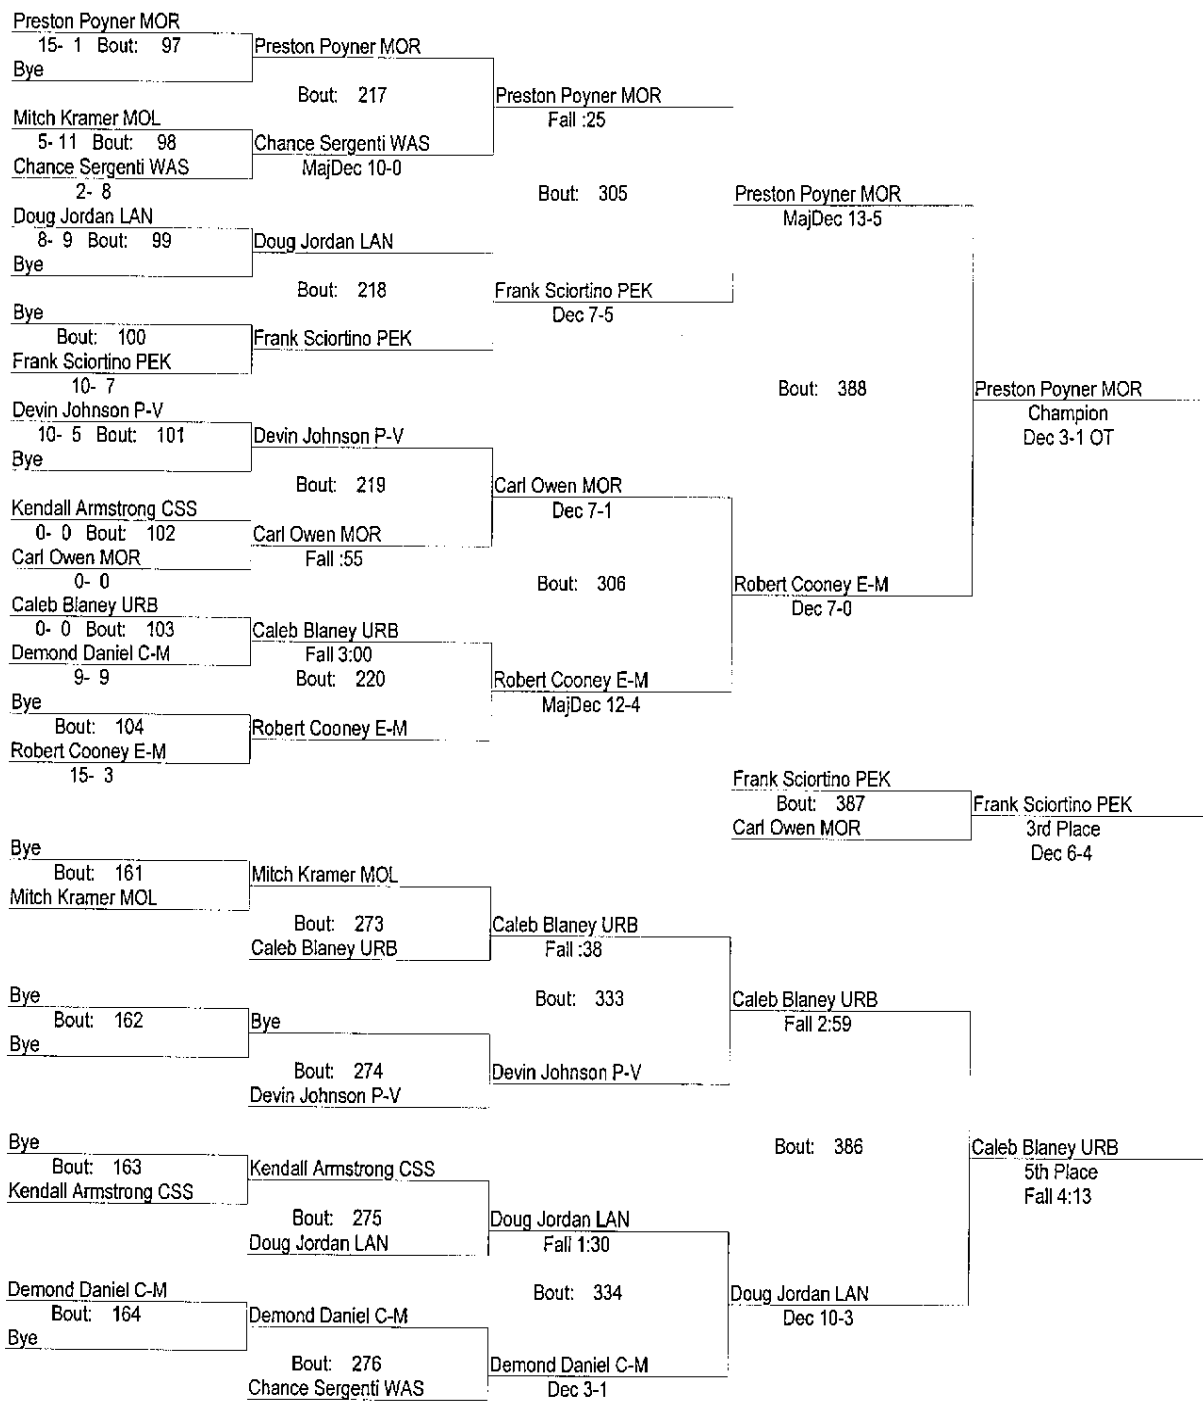 Preston Poyner MOR
15- 1 Bout: 97
Bye
Preston Poyner MOR
Bout: 217
Mitch Kramer MOL
5- 11 Bout: 98
Chance Sergenti WAS
2- 8
Chance Sergenti WAS
MajDec 10-0
Preston Poyner MOR
Fall :25
Bout: 305
Doug Jordan LAN
8- 9 Bout: 99
Bye
Doug Jordan LAN
Bout: 218
Bye
Bout: 100
Frank Sciortino PEK
10- 7
Frank Sciortino PEK
Frank Sciortino PEK
Dec 7-5
Preston Poyner MOR
MajDec 13-5
Bout: 388
Devin Johnson P-V
10- 5 Bout: 101
Bye
Devin Johnson P-V
Bout: 219
Kendall Armstrong CSS
0- 0 Bout: 102
Carl Owen MOR
0- 0
Carl Owen MOR
Fall :55
Carl Owen MOR
Dec 7-1
Bout: 306
Caleb Blaney URB
0- 0 Bout: 103
Demond Daniel C-M
9- 9
Caleb Blaney URB
Fall 3:00
Bout: 220
Bye
Bout: 104
Robert Cooney E-M
15- 3
Robert Cooney E-M
Robert Cooney E-M
MajDec 12-4
Robert Cooney E-M
Dec 7-0
Preston Poyner MOR
Champion
Dec 3-1 OT
Frank Sciortino PEK
Bout: 387
Carl Owen MOR
Frank Sciortino PEK
3rd Place
Dec 6-4
Bye
Bout: 161
Mitch Kramer MOL
Mitch Kramer MOL
Bout: 273
Caleb Blaney URB
Caleb Blaney URB
Fall :38
Bout: 333
Bye
Bout: 162
Bye
Bye
Bout: 274
Devin Johnson P-V
Devin Johnson P-V
Caleb Blaney URB
Fall 2:59
Bout: 386
Bye
Bout: 163
Kendall Armstrong CSS
Kendall Armstrong CSS
Bout: 275
Doug Jordan LAN
Doug Jordan LAN
Fall 1:30
Bout: 334
Demond Daniel C-M
Bout: 164
Bye
Demond Daniel C-M
Bout: 276
Chance Sergenti WAS
Demond Daniel C-M
Dec 3-1
Doug Jordan LAN
Dec 10-3
Caleb Blaney URB
5th Place
Fall 4:13